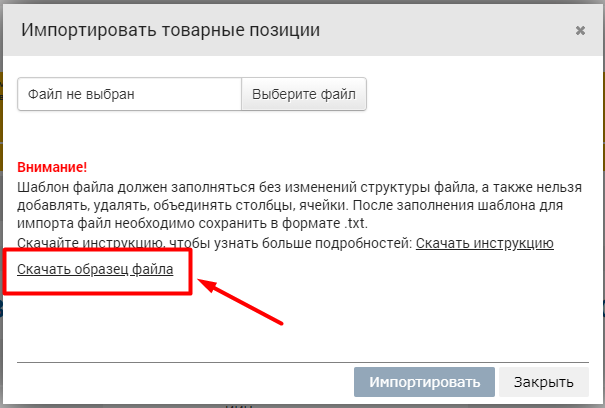 Импортировать товарные позиции
Файл не выбран
Выберите файл
Внимание!
Шаблон файла должен заполняться без изменений структуры файла, а также нельзя
добавлять, удалять, объединять столбцы, ячейки. После заполнения шаблона для
импорта файл необходимо сохранить в формате .txt.
Скачайте инструкцию, чтобы узнать больше подробностей: Скачать инструкцию
Скачать образец файла
Импортировать
Закрыть